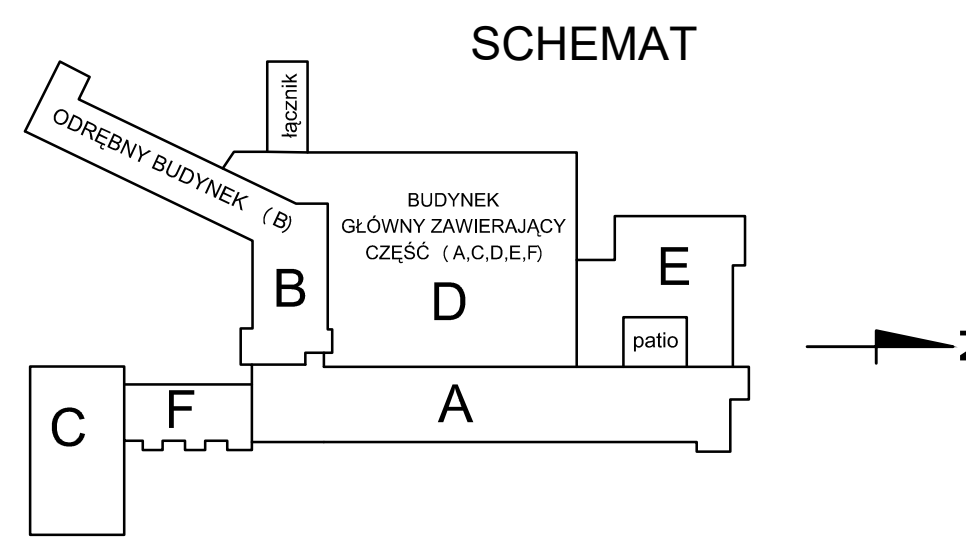 SCHEMAT
łącznik
ODRĘBNY BUDYNEK ( B)
BUDYNEK
GŁÓWNY ZAWIERAJĄCY
CZĘŚĆ ( A,C,D,E,F)
E
B
D
patio
A
F
C